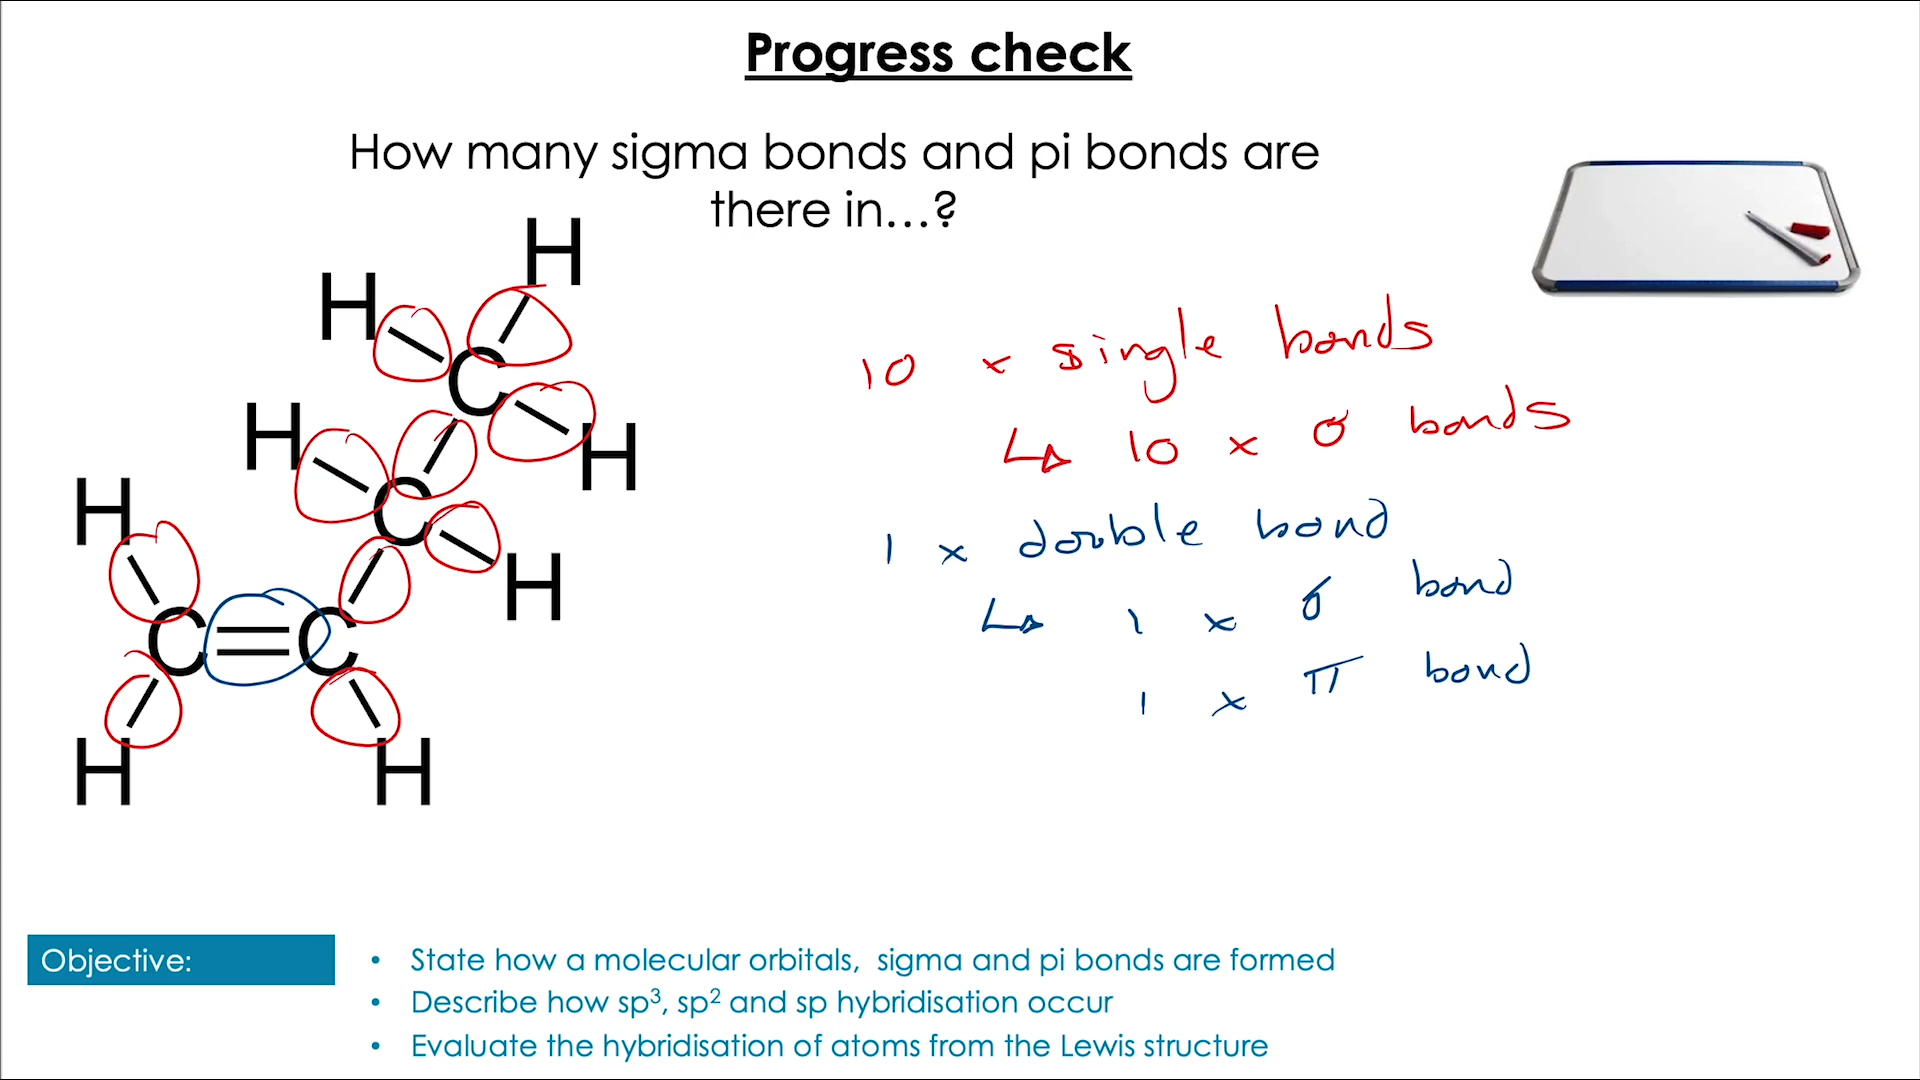 Progress check
How many sigma bonds and pi bonds are
there in...?
H
H
C
H
H
C
H
H
C
C
H
H
10 x single bonds
↳ 10 x σ bonds
1 x double bond
↳ 1 x σ bond
1 x π bond
Objective:
• State how a molecular orbitals, sigma and pi bonds are formed
• Describe how sp³, sp² and sp hybridisation occur
• Evaluate the hybridisation of atoms from the Lewis structure